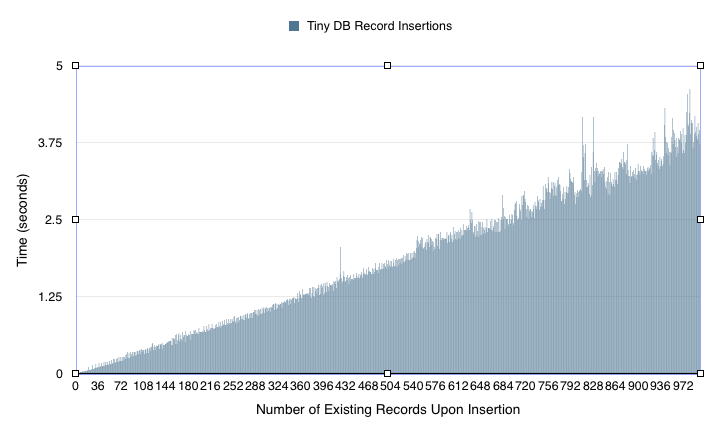 Tiny DB Record Insertions
5
3.75
2.5
1.25
0
Time (seconds)
0 36 72 108 144 180 216 252 288 324 360 396 432 468 504 540 576 612 648 684 720 756 792 828 864 900 936 972
Number of Existing Records Upon Insertion